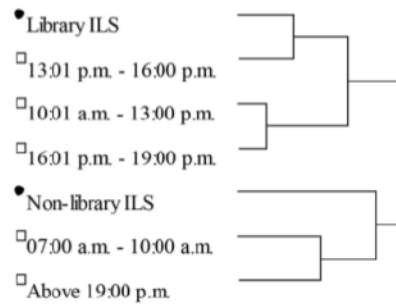 Library ILS
13:01 p.m. - 16:00 p.m.
10:01 a.m. - 13:00 p.m.
16:01 p.m. - 19:00 p.m.
Non-library ILS
07:00 a.m. - 10:00 a.m.
Above 19:00 p.m.